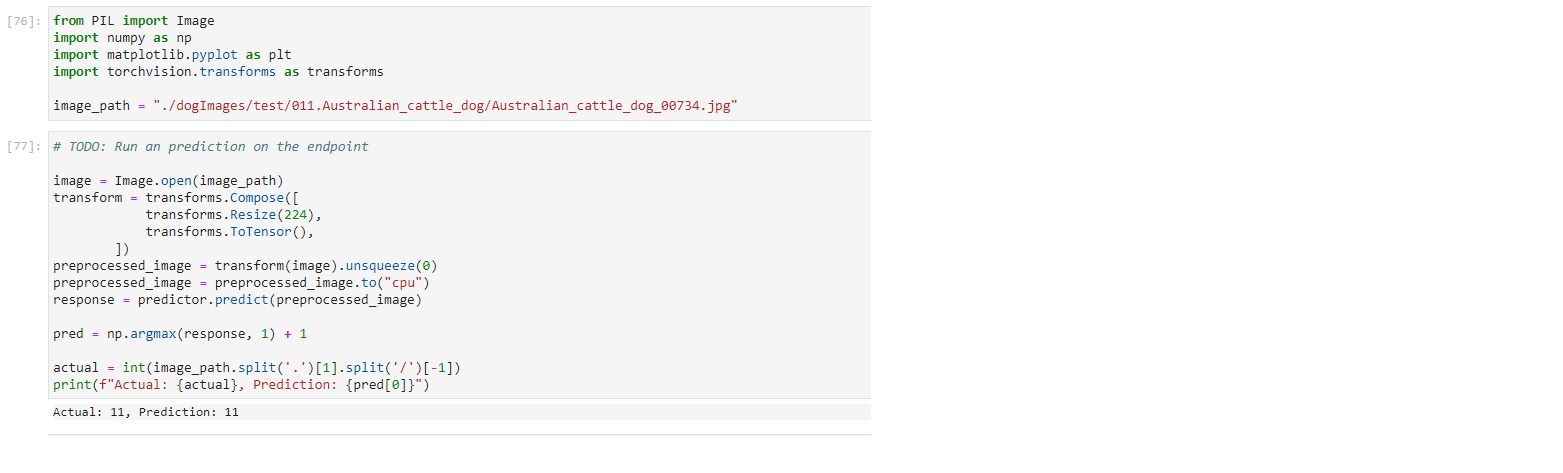 [76]: from PIL import Image
import numpy as np
import matplotlib.pyplot as plt
import torchvision.transforms as transforms
image_path = "./dogImages/test/011.Australian_cattle_dog/Australian_cattle_dog_00734.jpg"
[77]: # TODO: Run an prediction on the endpoint
image = Image.open(image_path)
transform = transforms.Compose([
transforms.Resize(224),
transforms.ToTensor(),
])
preprocessed_image = transform(image).unsqueeze(0)
preprocessed_image = preprocessed_image.to("cpu")
response = predictor.predict(preprocessed_image)
pred = np.argmax(response, 1) + 1
actual = int(image_path.split('.')[1].split('/')[-1])
print(f"Actual: {actual}, Prediction: {pred[0]}")
Actual: 11, Prediction: 11